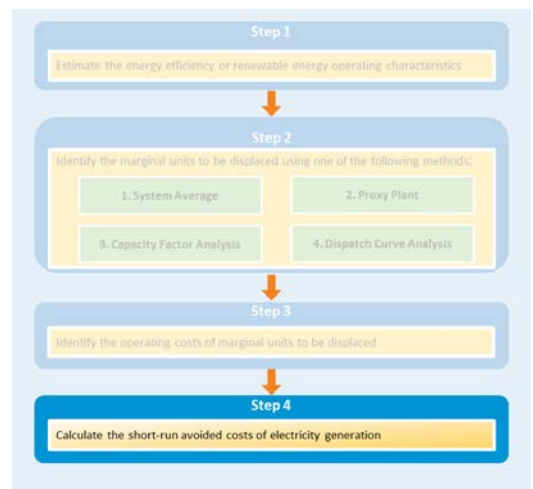 Step 1
Estimate the energy efficiency or renewable energy operating characteristics
Step 2
Identify the marginal units to be displaced using one of the following methods:
1. System Average
2. Proxy Plant
3. Capacity Factor Analysis
4. Dispatch Curve Analysis
Step 3
Identify the operating costs of marginal units to be displaced
Step 4
Calculate the short-run avoided costs of electricity generation